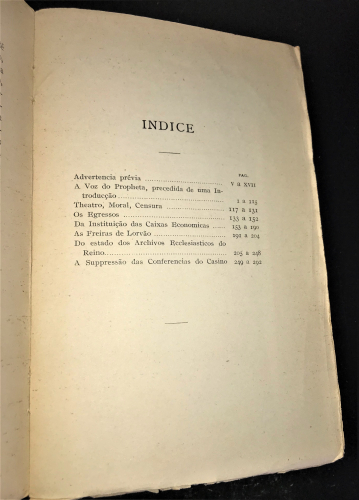 INDICE
PAG.
Advertencia prévia ........ V a XVII
A Voz do Propheta, precedida de uma In-
troducção ........ 1 a 115
Theatro, Moral, Censura ........ 117 a 131
Os Egressos ........ 133 a 151
Da Instituição das Caixas Economicas ........ 153 a 190
As Freiras de Lorvão ........ 191 a 204
Do estado dos Archivos Ecclesiasticos do
Reino ........ 205 a 248
A Suppressão das Conferencias do Casino 249 a 292